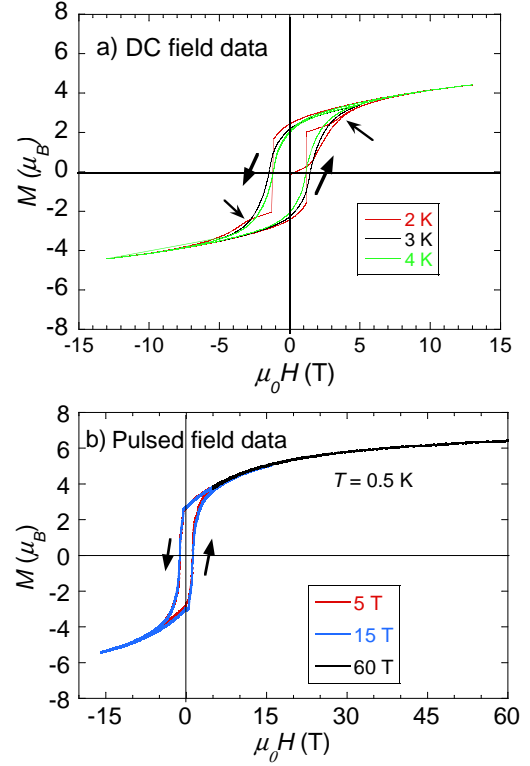 a) DC field data
8
6
4
2
0
-2
-4
-6
-8
M (μB)
2 K
3 K
4 K
-15 -10 -5 0 5 10 15
μ0H (T)
b) Pulsed field data
8
6
4
2
0
-2
-4
-6
-8
M (μB)
T = 0.5 K
5 T
15 T
60 T
-15 0 15 30 45 60
μ0H (T)